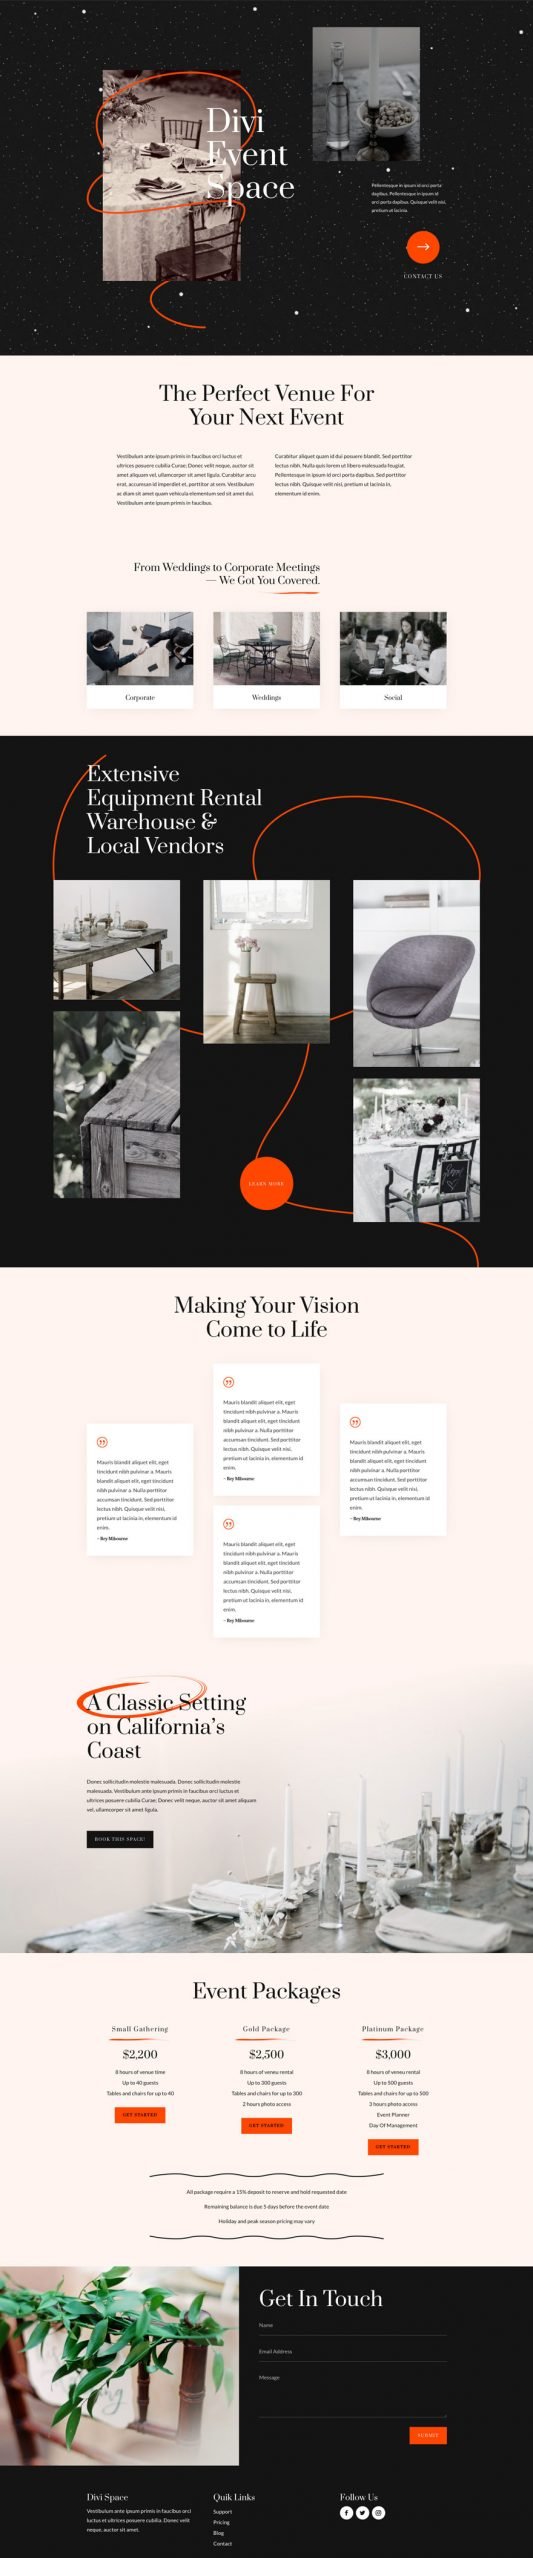 Divi
Event
Space
Pellentesque in ipsum id orci porta
dapibus. Pellentesque in ipsum id
orci porta dapibus. Quisque velit nisi,
pretium ut lacinia.
CONTACT US
The Perfect Venue For
Your Next Event
Vestibulum ante ipsum primis in faucibus orci luctus et
ultrices posuere cubilia Curae; Donec velit neque, auctor sit
amet aliquam vel, ullamcorper sit amet ligula. Curabitur arcu
erat, accumsan id imperdiet et, porttitor at sem. Vestibulum
ac diam sit amet quam vehicula elementum sed sit amet dui.
Vestibulum ante ipsum primis in faucibus.
Curabitur aliquet quam id dui posuere blandit. Sed porttitor
lectus nibh. Nulla quis lorem ut libero malesuada feugiat.
Pellentesque in ipsum id orci porta dapibus. Sed porttitor
lectus nibh. Quisque velit nisi, pretium ut lacinia in,
elementum id enim.
From Weddings to Corporate Meetings
— We Got You Covered.
Corporate
Weddings
Social
Extensive
Equipment Rental
Warehouse &
Local Vendors
LEARN MORE
Making Your Vision
Come to Life
Mauris blandit aliquet elit, eget
tincidunt nibh pulvinar a. Mauris
blandit aliquet elit, eget tincidunt
nibh pulvinar a. Nulla porttitor
accumsan tincidunt. Sed porttitor
lectus nibh. Quisque velit nisi,
pretium ut lacinia in, elementum id
enim.
~ Rey Milbourne
Mauris blandit aliquet elit, eget
tincidunt nibh pulvinar a. Mauris
blandit aliquet elit, eget tincidunt
nibh pulvinar a. Nulla porttitor
accumsan tincidunt. Sed porttitor
lectus nibh. Quisque velit nisi,
pretium ut lacinia in, elementum id
enim.
~ Rey Milbourne
Mauris blandit aliquet elit, eget
tincidunt nibh pulvinar a. Mauris
blandit aliquet elit, eget tincidunt
nibh pulvinar a. Nulla porttitor
accumsan tincidunt. Sed porttitor
lectus nibh. Quisque velit nisi,
pretium ut lacinia in, elementum id
enim.
~ Rey Milbourne
Mauris blandit aliquet elit, eget
tincidunt nibh pulvinar a. Mauris
blandit aliquet elit, eget tincidunt
nibh pulvinar a. Nulla porttitor
accumsan tincidunt. Sed porttitor
lectus nibh. Quisque velit nisi,
pretium ut lacinia in, elementum id
enim.
~ Rey Milbourne
A Classic Setting
on California's
Coast
Donec sollicitudin molestie malesuada. Donec sollicitudin molestie
malesuada. Vestibulum ante ipsum primis in faucibus orci luctus et
ultrices posuere cubilia Curae; Donec velit neque, auctor sit amet aliquam
vel, ullamcorper sit amet ligula.
BOOK THIS SPACE!
Event Packages
Small Gathering
$2,200
8 hours of venue time
Up to 40 guests
Tables and chairs for up to 40
GET STARTED
Gold Package
$2,500
8 hours of veneu rental
Up to 300 guests
Tables and chairs for up to 300
2 hours photo access
GET STARTED
Platinum Package
$3,000
8 hours of veneu rental
Up to 500 guests
Tables and chairs for up to 500
3 hours photo access
Event Planner
Day Of Management
GET STARTED
All package require a 15% deposit to reserve and hold requested date
Remaining balance is due 5 days before the event date
Holiday and peak season pricing may vary
Get In Touch
Name
Email Address
Message
SUBMIT
Divi Space
Vestibulum ante ipsum primis in faucibus orci
luctus et ultrices posuere cubilia. Donec velit
neque, auctor sit amet.
Quik Links
Support
Pricing
Blog
Contact
Follow Us